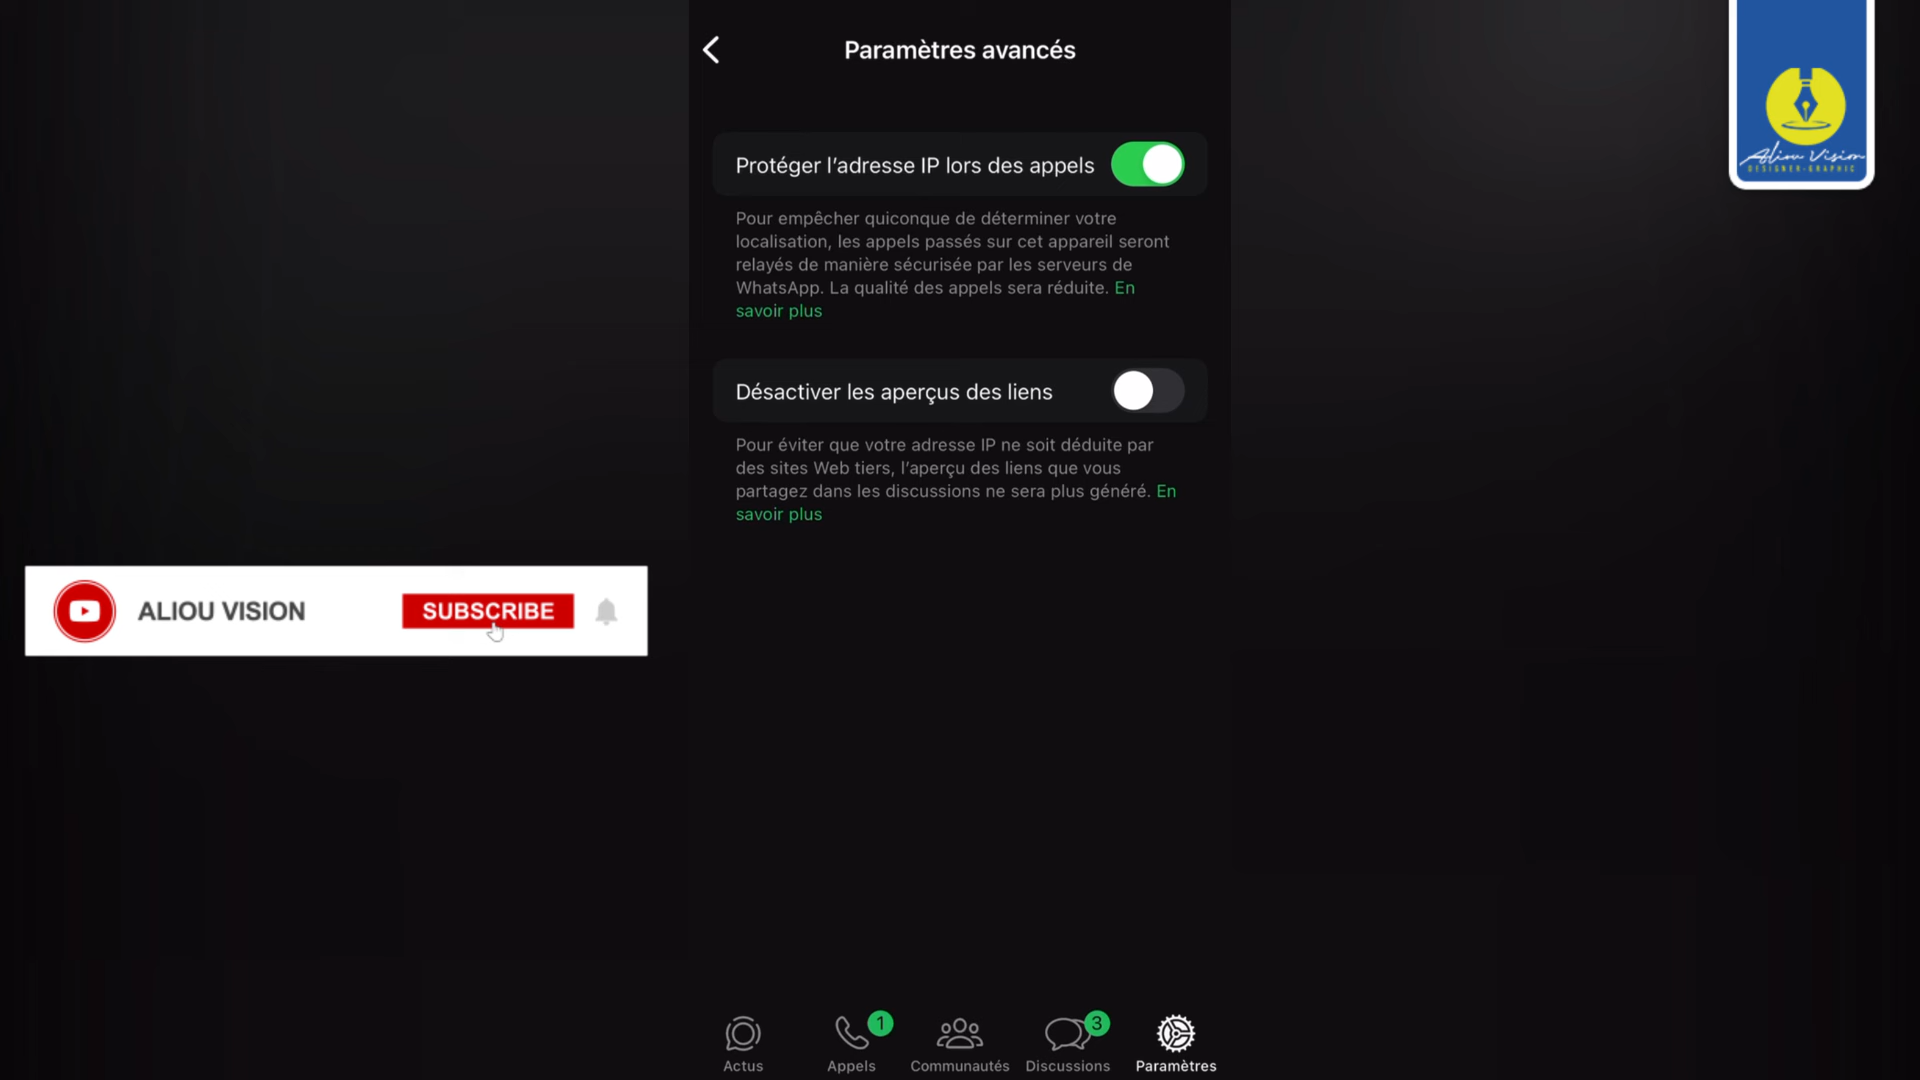 Paramètres avancés
Aliou Vision
DESIGNER-GRAPHIC
Protéger l’adresse IP lors des appels
Pour empêcher quiconque de déterminer votre
localisation, les appels passés sur cet appareil seront
relayés de manière sécurisée par les serveurs de
WhatsApp. La qualité des appels sera réduite. En
savoir plus
Désactiver les aperçus des liens
Pour éviter que votre adresse IP ne soit déduite par
des sites Web tiers, l’aperçu des liens que vous
partagez dans les discussions ne sera plus généré. En
savoir plus
ALIOU VISION
SUBSCRIBE
1
3
Actus
Appels
Communautés
Discussions
Paramètres